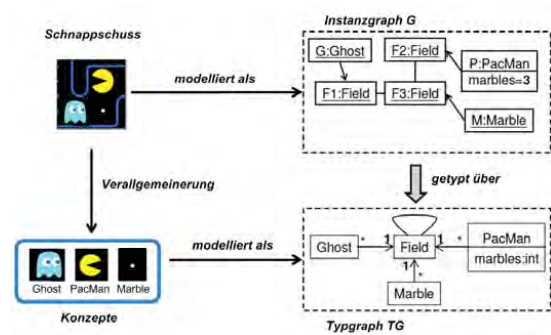 Schnappschuss
Instanzgraph G
G:Ghost
F2:Field
P:PacMan
marbles=3
modelliert als
F1:Field
F3:Field
M:Marble
Verallgemeinerung
getypt über
modelliert als
Ghost
*
1
Field
1
*
PacMan
marbles:int
1
*
Marble
Ghost PacMan Marble
Konzepte
Typgraph TG